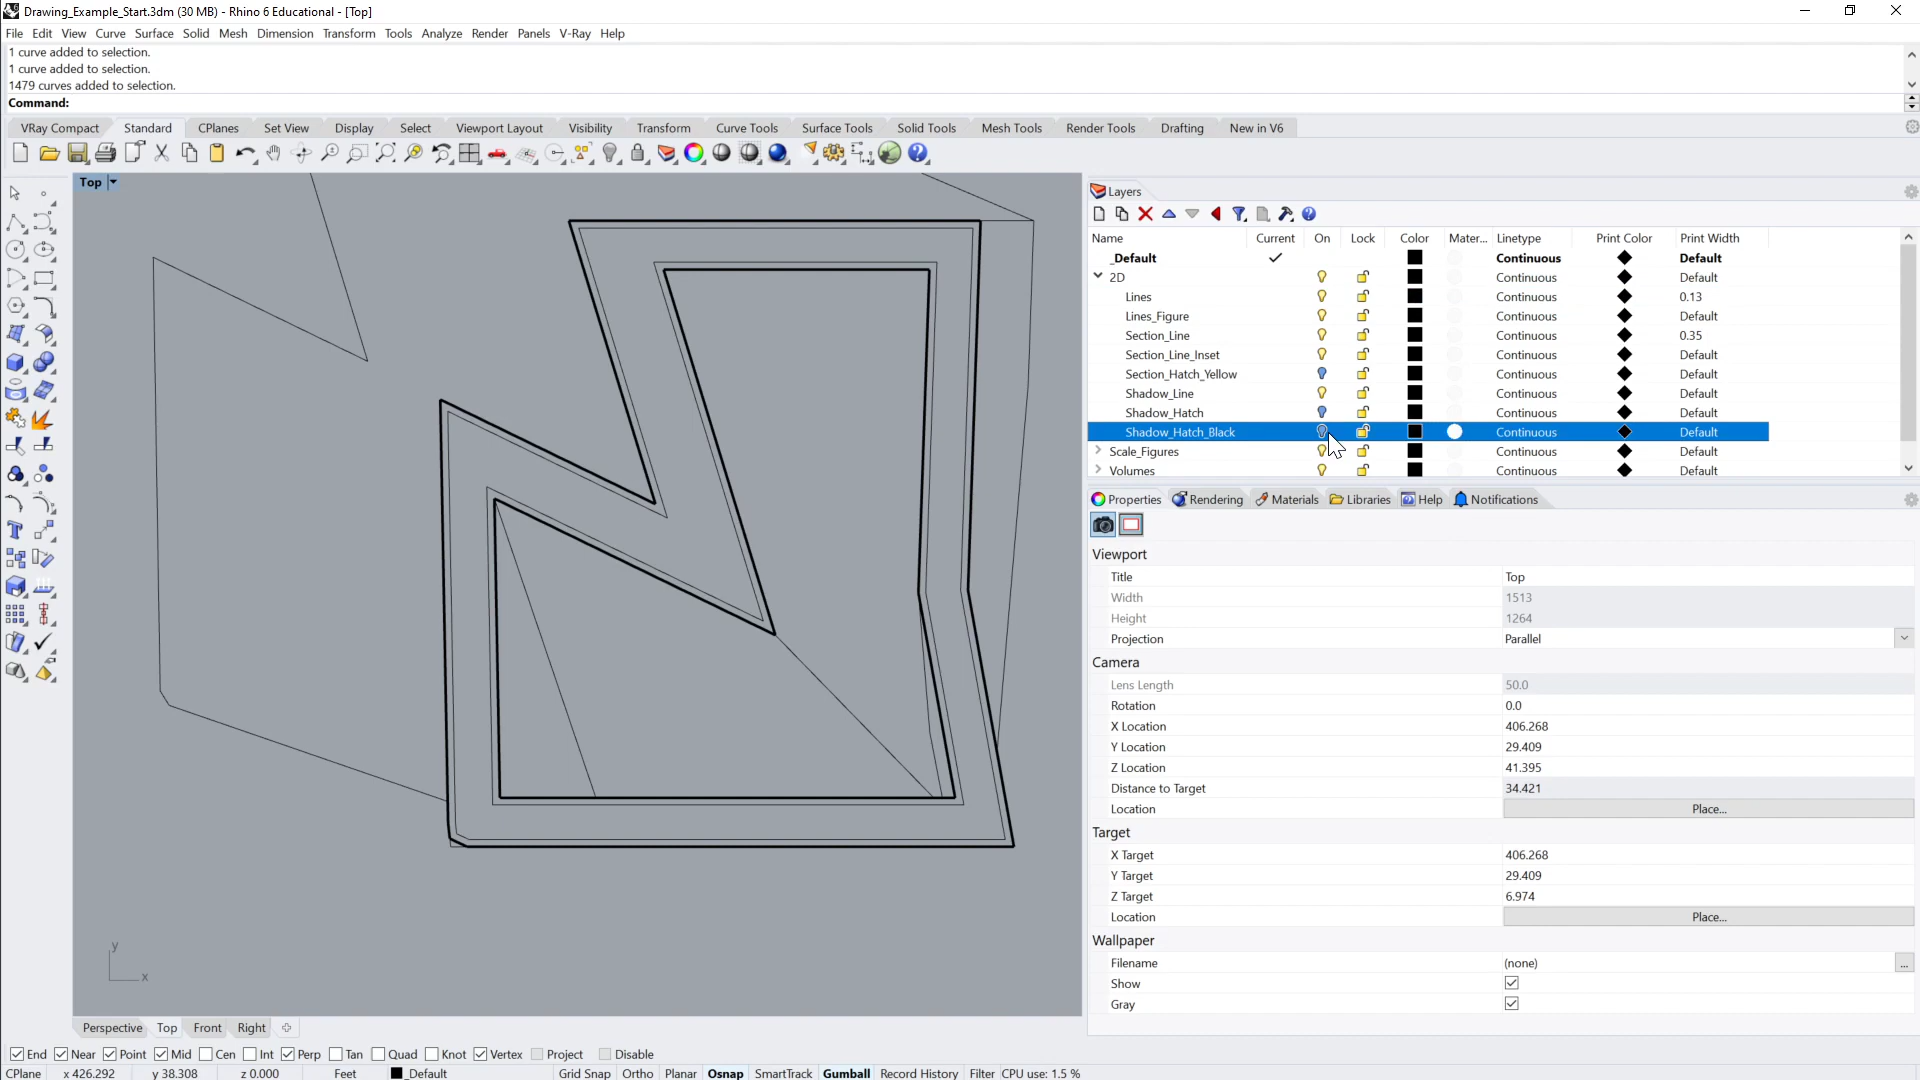 Drawing_Example_Start.3dm (30 MB) - Rhino 6 Educational - [Top]
File Edit View Curve Surface Solid Mesh Dimension Transform Tools Analyze Render Panels V-Ray Help
1 curve added to selection.
1 curve added to selection.
1479 curves added to selection.
Command:
VRay Compact Standard CPlanes Set View Display Select Viewport Layout Visibility Transform Curve Tools Surface Tools Solid Tools Mesh Tools Render Tools Drafting New in V6
Top
Layers
Name Current On Lock Color Mater... Linetype Print Color Print Width
_Default Continuous Default
2D Continuous Default
Lines Continuous 0.13
Lines_Figure Continuous Default
Section_Line Continuous 0.35
Section_Line_Inset Continuous Default
Section_Hatch_Yellow Continuous Default
Shadow_Line Continuous Default
Shadow_Hatch Continuous Default
Shadow_Hatch_Black Continuous Default
Scale_Figures Continuous Default
Volumes Continuous Default
Properties Rendering Materials Libraries Help Notifications
Viewport
Title Top
Width 1513
Height 1264
Projection Parallel
Camera
Lens Length 50.0
Rotation 0.0
X Location 406.268
Y Location 29.409
Z Location 41.395
Distance to Target 34.421
Location Place...
Target
X Target 406.268
Y Target 29.409
Z Target 6.974
Location Place...
Wallpaper
Filename (none) ...
Show
Gray
y
x
Perspective Top Front Right
End Near Point Mid Cen Int Perp Tan Quad Knot Vertex Project Disable
CPlane x 426.292 y 38.308 z 0.000 Feet _Default Grid Snap Ortho Planar Osnap SmartTrack Gumball Record History Filter CPU use: 1.5 %